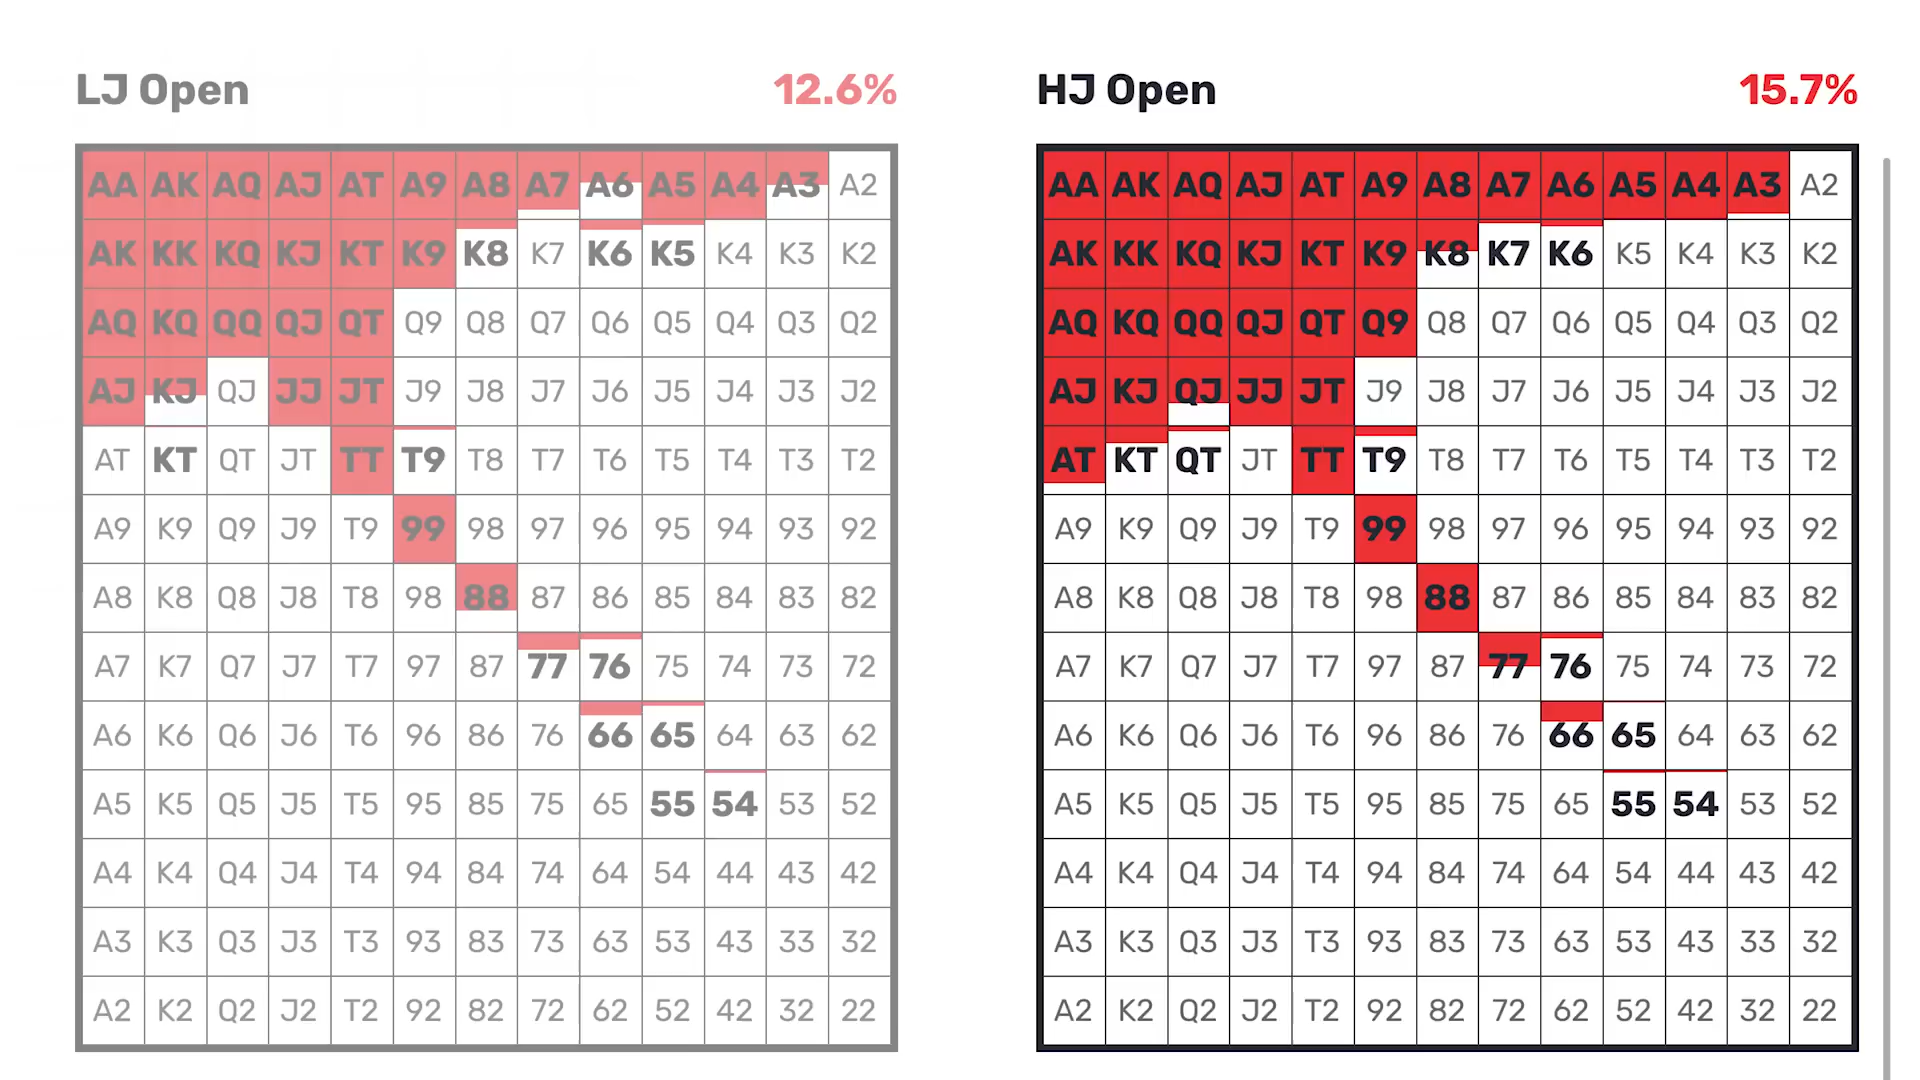 LJ Open 12.6%
AA AK AQ AJ AT A9 A8 A7 A6 A5 A4 A3 A2
AK KK KQ KJ KT K9 K8 K7 K6 K5 K4 K3 K2
AQ KQ QQ QJ QT Q9 Q8 Q7 Q6 Q5 Q4 Q3 Q2
AJ KJ QJ JJ JT J9 J8 J7 J6 J5 J4 J3 J2
AT KT QT JT TT T9 T8 T7 T6 T5 T4 T3 T2
A9 K9 Q9 J9 T9 99 98 97 96 95 94 93 92
A8 K8 Q8 J8 T8 98 88 87 86 85 84 83 82
A7 K7 Q7 J7 T7 97 87 77 76 75 74 73 72
A6 K6 Q6 J6 T6 96 86 76 66 65 64 63 62
A5 K5 Q5 J5 T5 95 85 75 65 55 54 53 52
A4 K4 Q4 J4 T4 94 84 74 64 54 44 43 42
A3 K3 Q3 J3 T3 93 83 73 63 53 43 33 32
A2 K2 Q2 J2 T2 92 82 72 62 52 42 32 22
HJ Open 15.7%
AA AK AQ AJ AT A9 A8 A7 A6 A5 A4 A3 A2
AK KK KQ KJ KT K9 K8 K7 K6 K5 K4 K3 K2
AQ KQ QQ QJ QT Q9 Q8 Q7 Q6 Q5 Q4 Q3 Q2
AJ KJ QJ JJ JT J9 J8 J7 J6 J5 J4 J3 J2
AT KT QT JT TT T9 T8 T7 T6 T5 T4 T3 T2
A9 K9 Q9 J9 T9 99 98 97 96 95 94 93 92
A8 K8 Q8 J8 T8 98 88 87 86 85 84 83 82
A7 K7 Q7 J7 T7 97 87 77 76 75 74 73 72
A6 K6 Q6 J6 T6 96 86 76 66 65 64 63 62
A5 K5 Q5 J5 T5 95 85 75 65 55 54 53 52
A4 K4 Q4 J4 T4 94 84 74 64 54 44 43 42
A3 K3 Q3 J3 T3 93 83 73 63 53 43 33 32
A2 K2 Q2 J2 T2 92 82 72 62 52 42 32 22